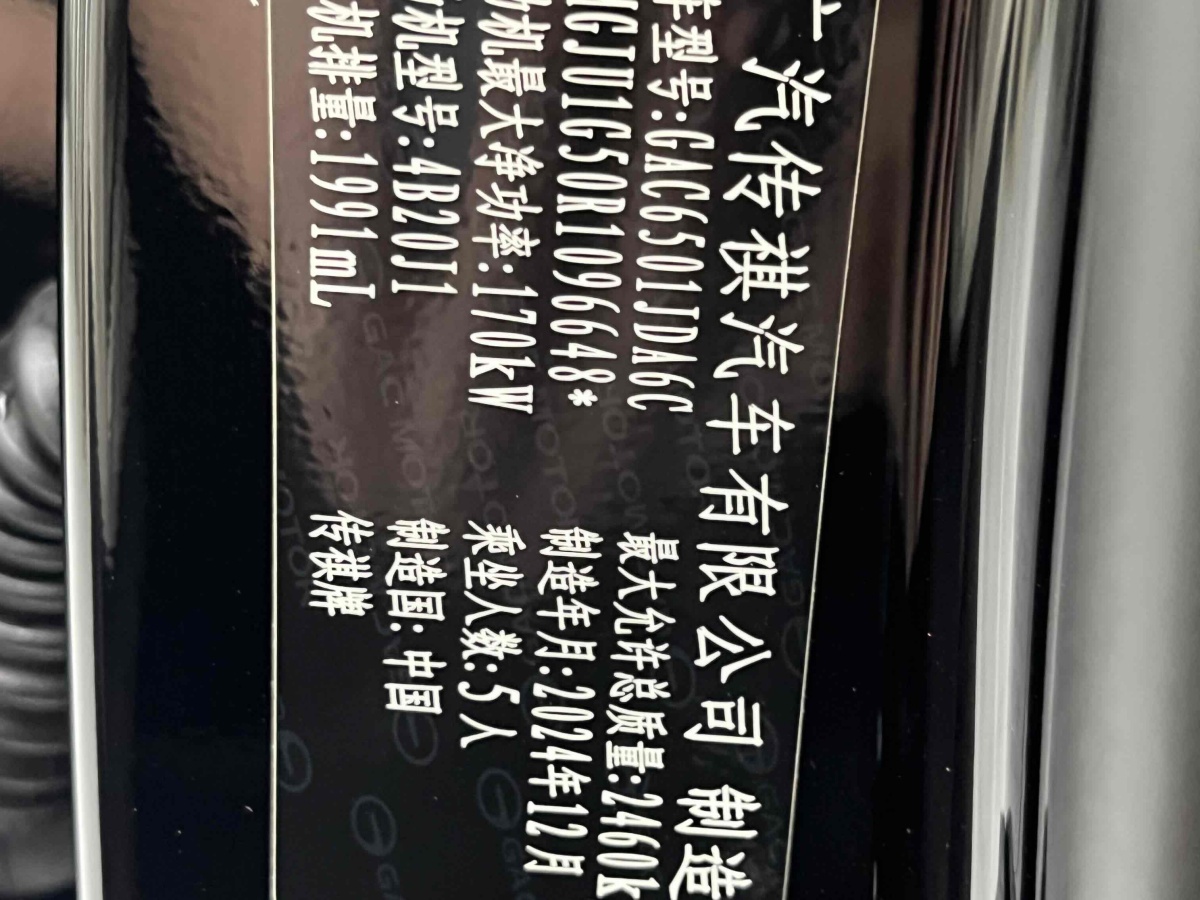 汽传祺汽车有限公司 制造
车型号:GAC6501JDA6C 最大允许总质量:2460k
MGJU1G50R1096648* 制造年月:2024年12月
动机最大净功率:170kW 乘坐人数:5人
机型号:4B20J1 制造国:中国
机排量:1991mL 传祺牌